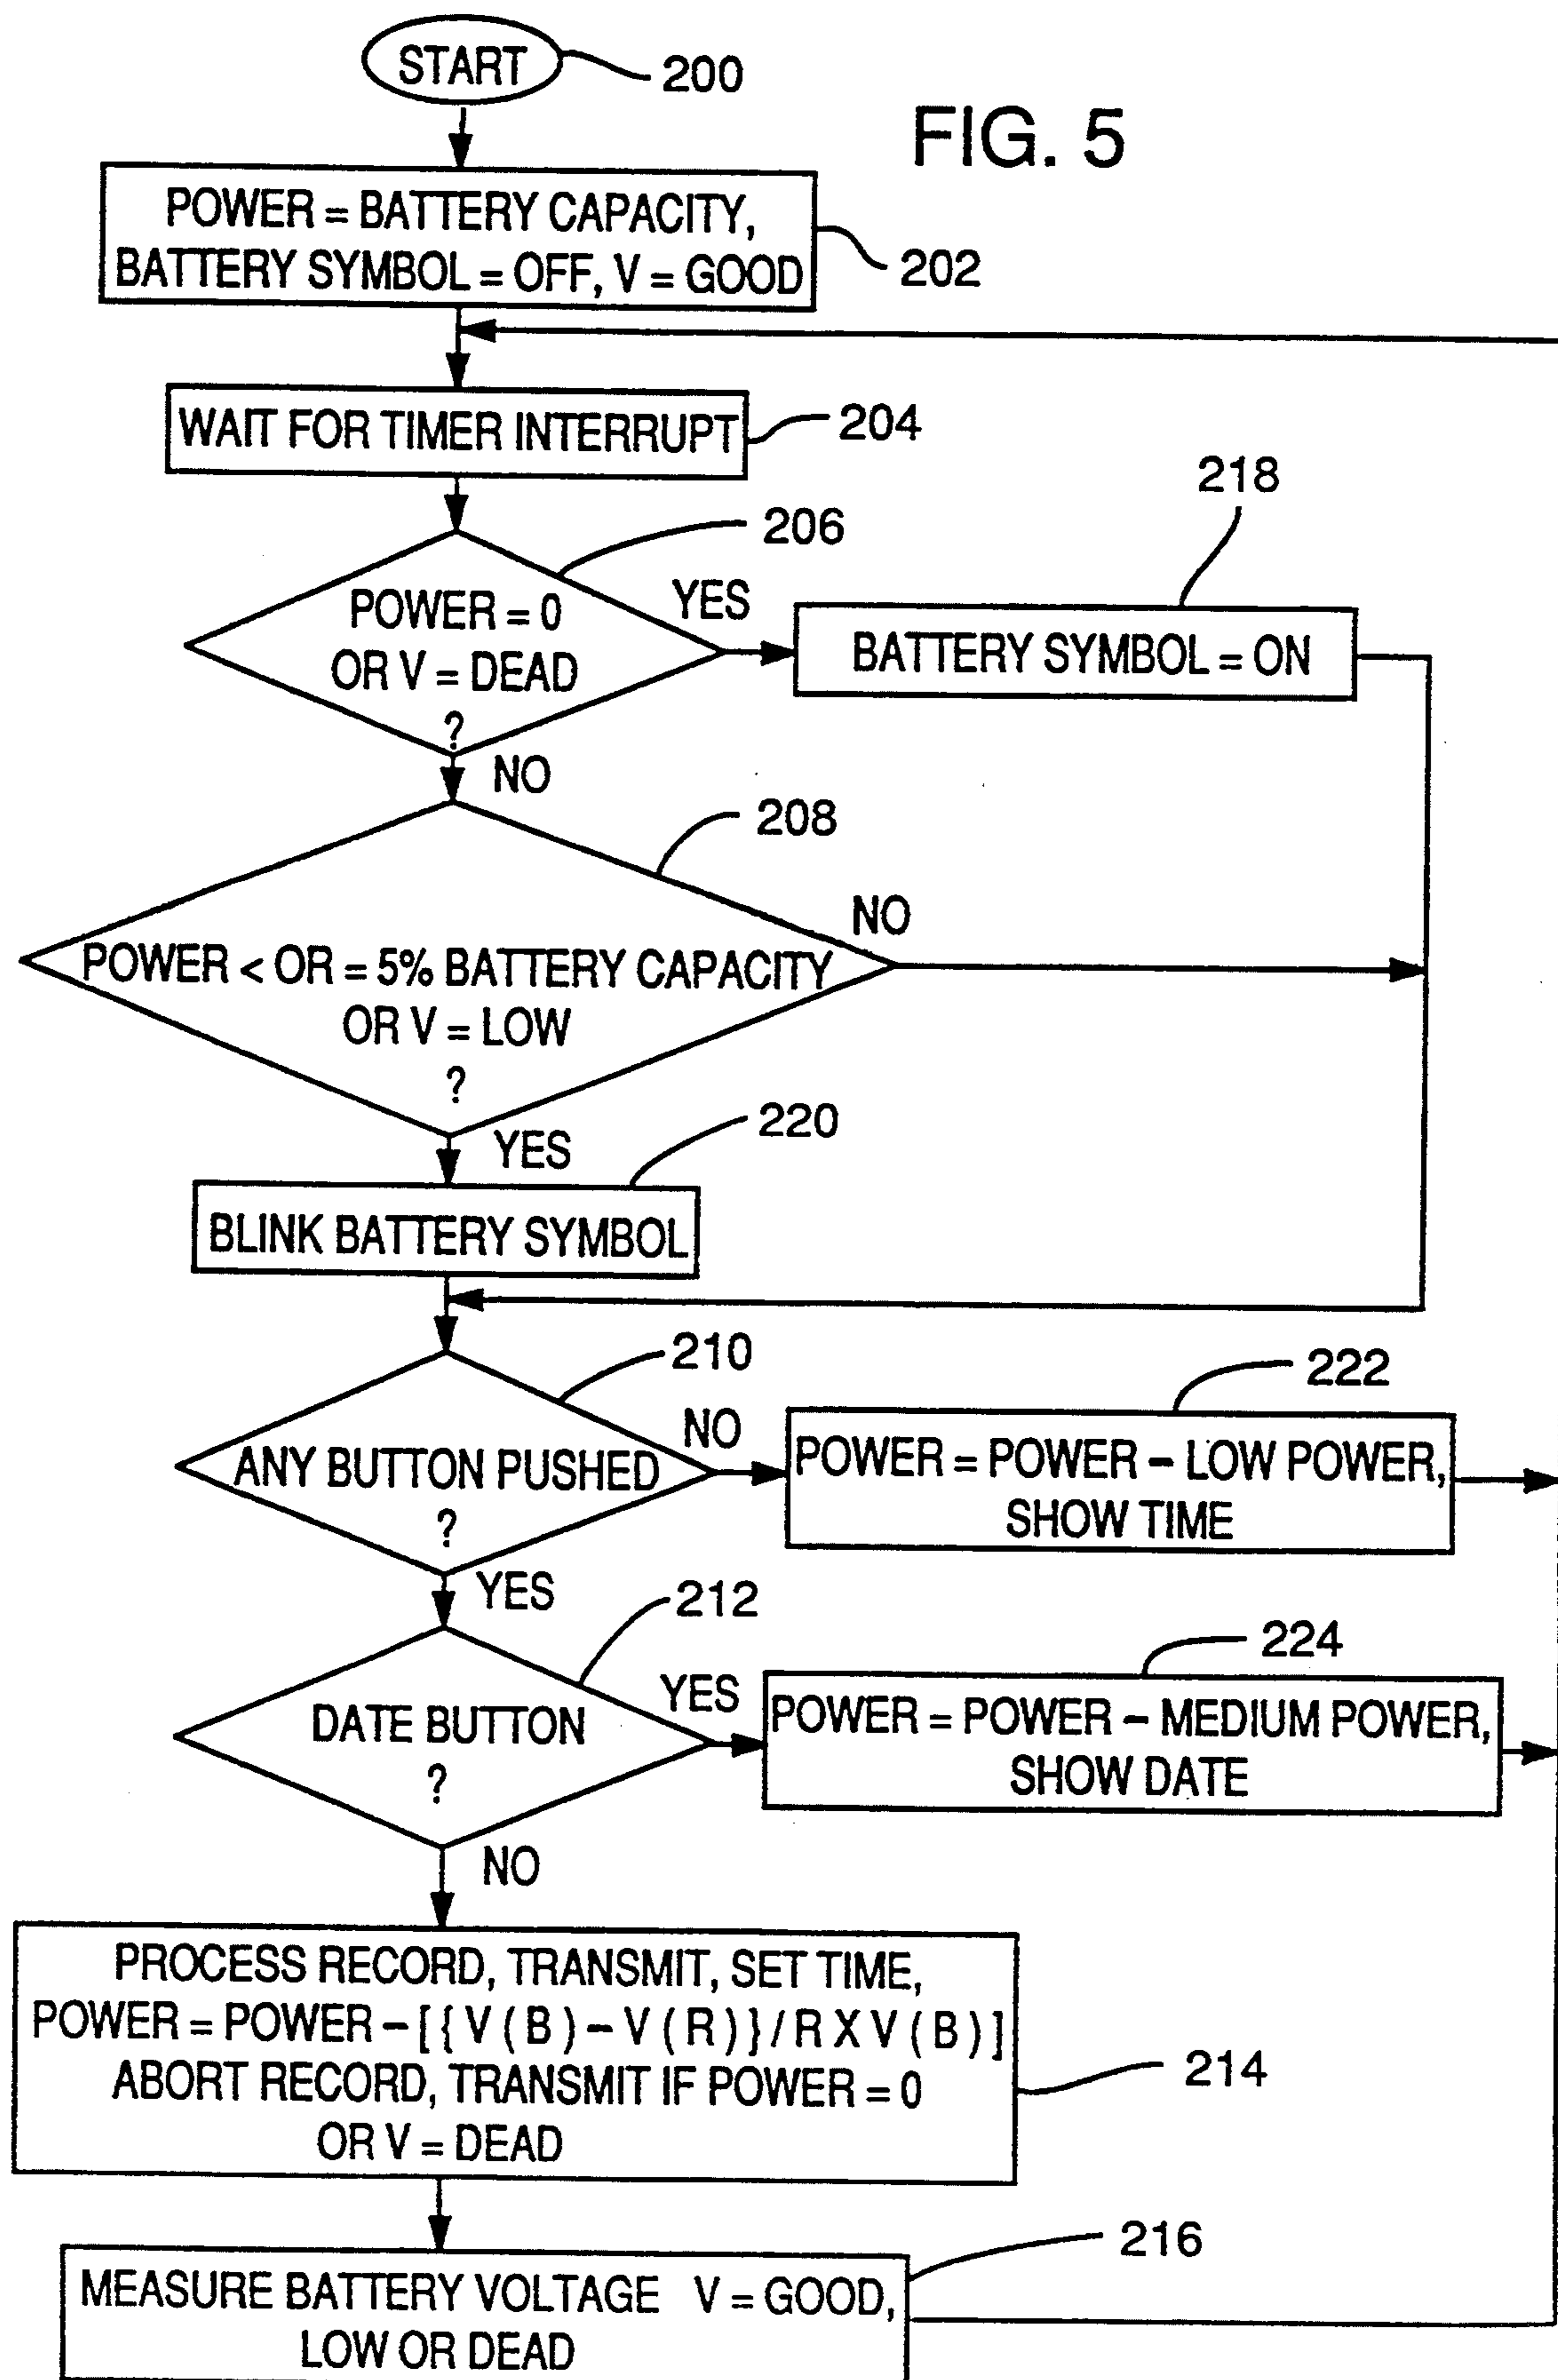 START
200
FIG. 5
POWER = BATTERY CAPACITY,
BATTERY SYMBOL = OFF, V = GOOD
202
WAIT FOR TIMER INTERRUPT
204
218
206
POWER = 0
OR V = DEAD
?
YES
BATTERY SYMBOL = ON
NO
208
POWER < OR = 5% BATTERY CAPACITY
OR V = LOW
?
NO
YES
220
BLINK BATTERY SYMBOL
210
ANY BUTTON PUSHED
?
NO
222
POWER = POWER – LOW POWER,
SHOW TIME
YES
212
DATE BUTTON
?
YES
224
POWER = POWER – MEDIUM POWER,
SHOW DATE
NO
PROCESS RECORD, TRANSMIT, SET TIME,
POWER = POWER – [ { V ( B ) – V ( R ) } / R X V ( B ) ]
ABORT RECORD, TRANSMIT IF POWER = 0
OR V = DEAD
214
216
MEASURE BATTERY VOLTAGE V = GOOD,
LOW OR DEAD